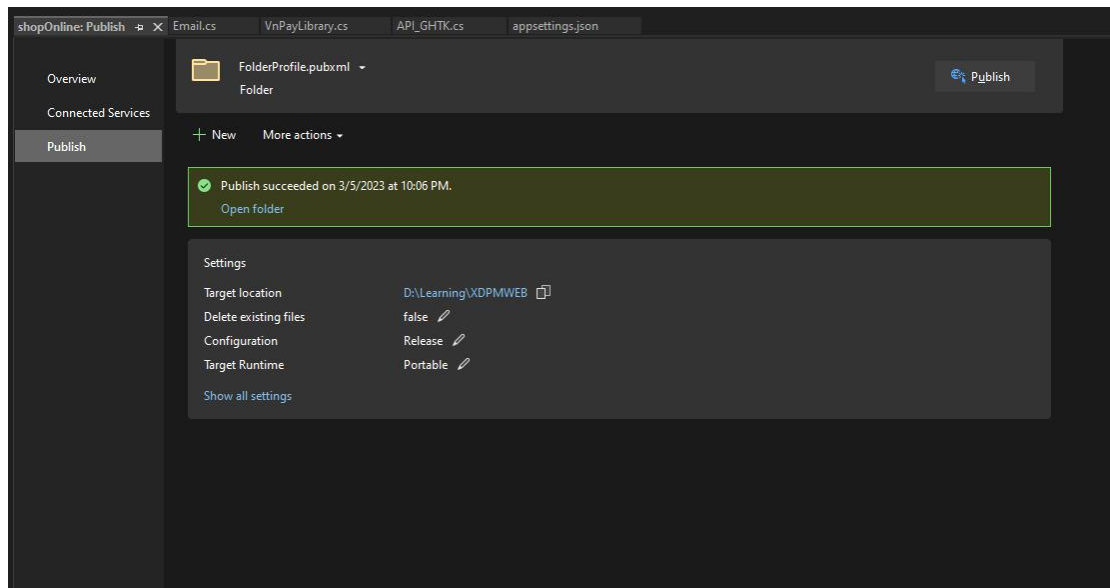 shopOnline: Publish Email.cs VnPayLibrary.cs API_GHTK.cs appsettings.json
Overview
Connected Services
Publish
FolderProfile.pubxml
Folder
Publish
New More actions
Publish succeeded on 3/5/2023 at 10:06 PM.
Open folder
Settings
Target location D:\Learning\XDPMWEB
Delete existing files false
Configuration Release
Target Runtime Portable
Show all settings